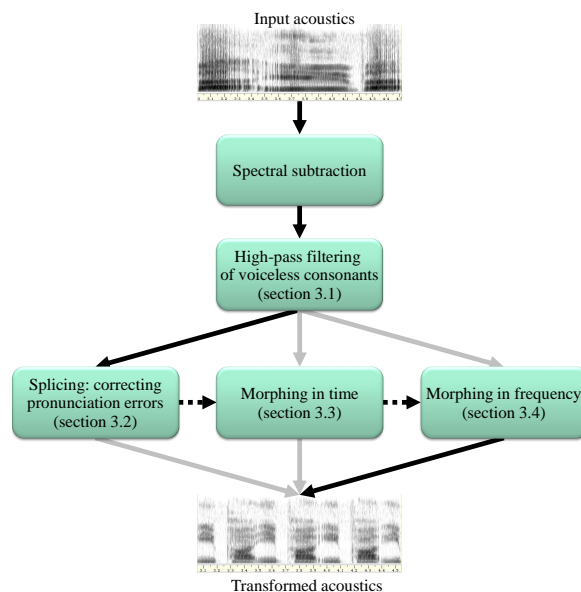 Input acoustics
Spectral subtraction
High-pass filtering
of voiceless consonants
(section 3.1)
Splicing: correcting
pronunciation errors
(section 3.2)
Morphing in time
(section 3.3)
Morphing in frequency
(section 3.4)
Transformed acoustics